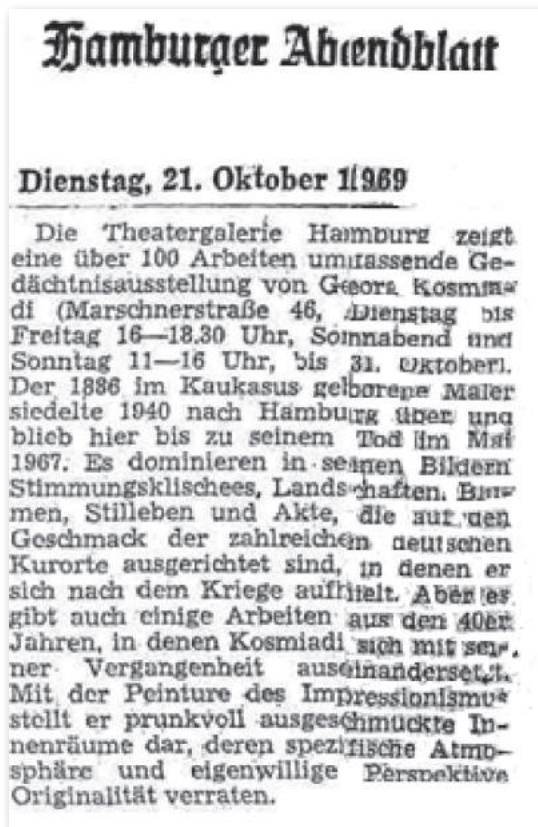 Hamburger Abendblatt
Dienstag, 21. Oktober 1969
Die Theatergalerie Hamburg zeigt
eine über 100 Arbeiten umfassende Ge-
dächtnisausstellung von Georg Kosmia-
di (Marschnerstraße 46, Dienstag bis
Freitag 16—18.30 Uhr, Sonnabend und
Sonntag 11—16 Uhr, bis 31. Oktober).
Der 1886 im Kaukasus geborene Maler
siedelte 1940 nach Hamburg über und
blieb hier bis zu seinem Tod im Mai
1967. Es dominieren in seinen Bildern
Stimmungsklischees, Landschaften, Blu-
men, Stilleben und Akte, die auf den
Geschmack der zahlreichen deutschen
Kurorte ausgerichtet sind, in denen er
sich nach dem Kriege aufhielt. Aber es
gibt auch einige Arbeiten aus den 40er
Jahren, in denen Kosmiadi sich mit sei-
ner Vergangenheit auseinandersetzt.
Mit der Peinture des Impressionismus
stellt er prunkvoll ausgeschmückte In-
nenräume dar, deren spezifische Atmo-
sphäre und eigenwillige Perspektive
Originalität verraten.